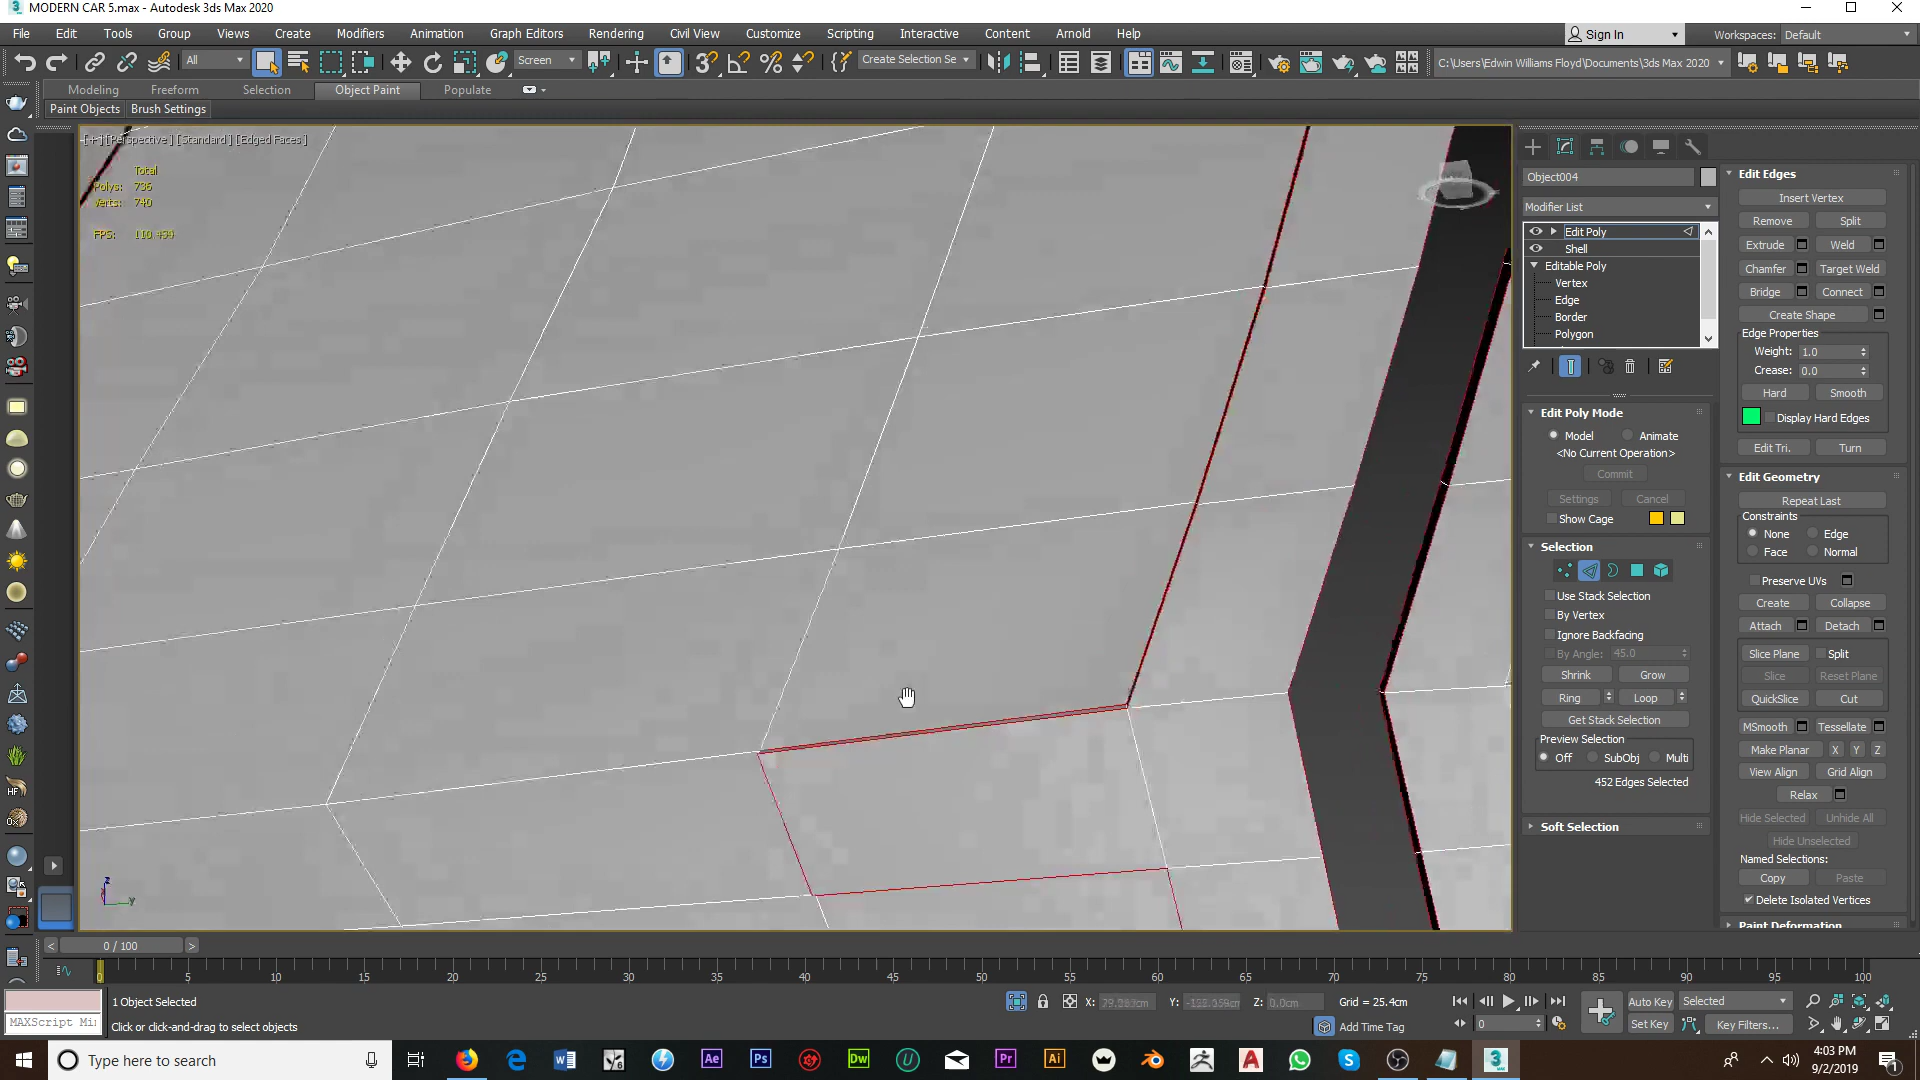 MODERN CAR 5.max - Autodesk 3ds Max 2020
File Edit Tools Group Views Create Modifiers Animation Graph Editors Rendering Civil View Customize Scripting Interactive Content Arnold Help
Sign In Workspaces: Default
All Screen Create Selection Se C:\Users\Edwin Williams Floyd\Documents\3ds Max 2020
Modeling Freeform Selection Object Paint Populate
Paint Objects Brush Settings
[+] [Perspective] [Standard] [Edged Faces]
Total
Polys: 736
Verts: 740
FPS:
Object004
Modifier List
Edit Poly
Shell
Editable Poly
Vertex
Edge
Border
Polygon
Edit Poly Mode
Model Animate
<No Current Operation>
Commit
Settings Cancel
Show Cage
Selection
Use Stack Selection
By Vertex
Ignore Backfacing
By Angle: 45.0
Shrink Grow
Ring Loop
Get Stack Selection
Preview Selection
Off SubObj Multi
452 Edges Selected
Soft Selection
Edit Edges
Insert Vertex
Remove Split
Extrude Weld
Chamfer Target Weld
Bridge Connect
Create Shape
Edge Properties
Weight: 1.0
Crease: 0.0
Hard Smooth
Display Hard Edges
Edit Tri. Turn
Edit Geometry
Repeat Last
Constraints
None Edge
Face Normal
Preserve UVs
Create Collapse
Attach Detach
Slice Plane Split
Slice Reset Plane
QuickSlice Cut
MSmooth Tessellate
Make Planar X Y Z
View Align Grid Align
Relax
Hide Selected Unhide All
Hide Unselected
Named Selections:
Copy Paste
Delete Isolated Vertices
Paint Deformation
z
y
< 0 / 100 >
0 5 10 15 20 25 30 35 40 45 50 55 60 65 70 75 80 85 90 95 100
1 Object Selected
X: Y: Z: 0.0cm Grid = 25.4cm
Auto Key Selected
MAXScript Mi
Click or click-and-drag to select objects
Add Time Tag
0
Set Key Key Filters...
Type here to search
4:03 PM
9/2/2019